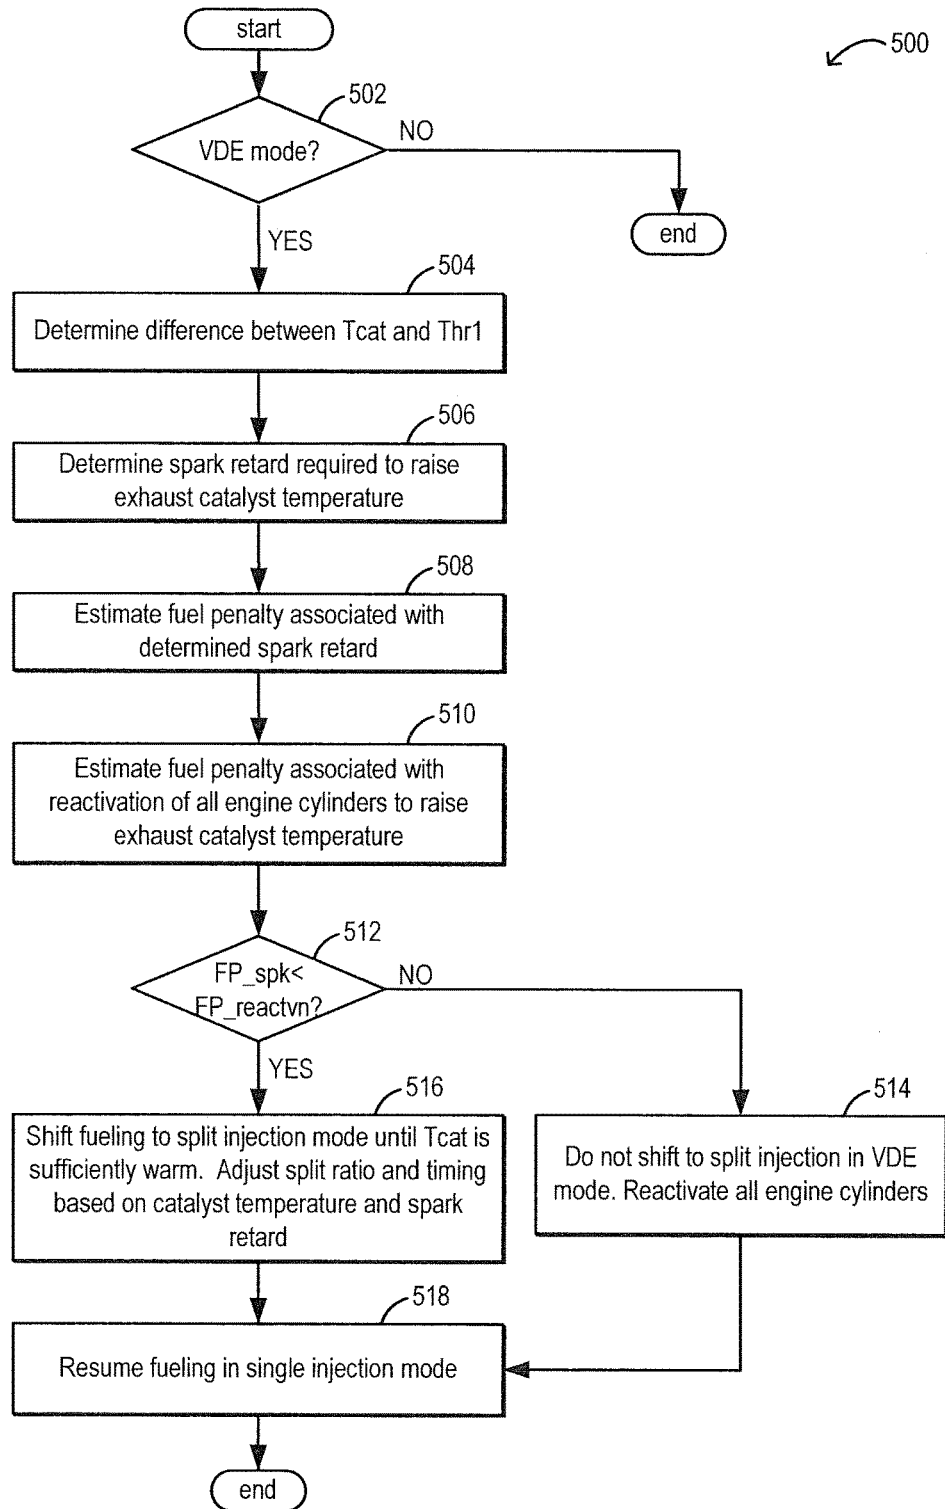 start
500
502
VDE mode?
NO
YES
end
504
Determine difference between Tcat and Thr1
506
Determine spark retard required to raise
exhaust catalyst temperature
508
Estimate fuel penalty associated with
determined spark retard
510
Estimate fuel penalty associated with
reactivation of all engine cylinders to raise
exhaust catalyst temperature
512
FP_spk<
FP_reactvn?
NO
YES
516
Shift fueling to split injection mode until Tcat is
sufficiently warm. Adjust split ratio and timing
based on catalyst temperature and spark
retard
514
Do not shift to split injection in VDE
mode. Reactivate all engine cylinders
518
Resume fueling in single injection mode
end